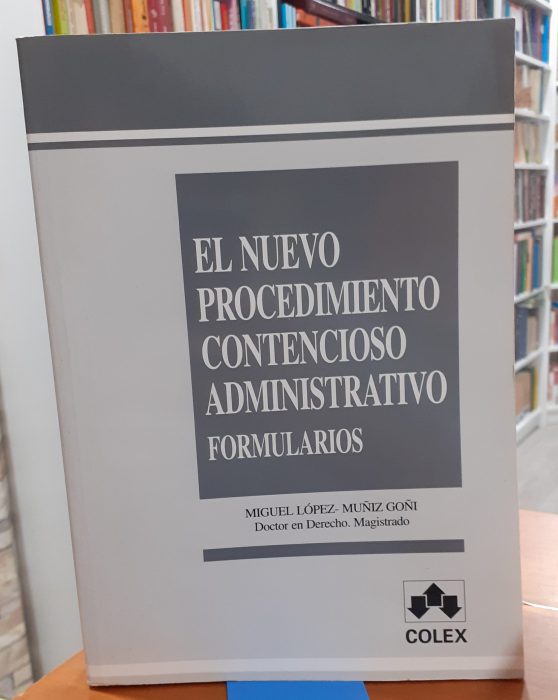 EL NUEVO
PROCEDIMIENTO
CONTENCIOSO
ADMINISTRATIVO
FORMULARIOS
MIGUEL LÓPEZ- MUÑIZ GOÑI
Doctor en Derecho. Magistrado
COLEX